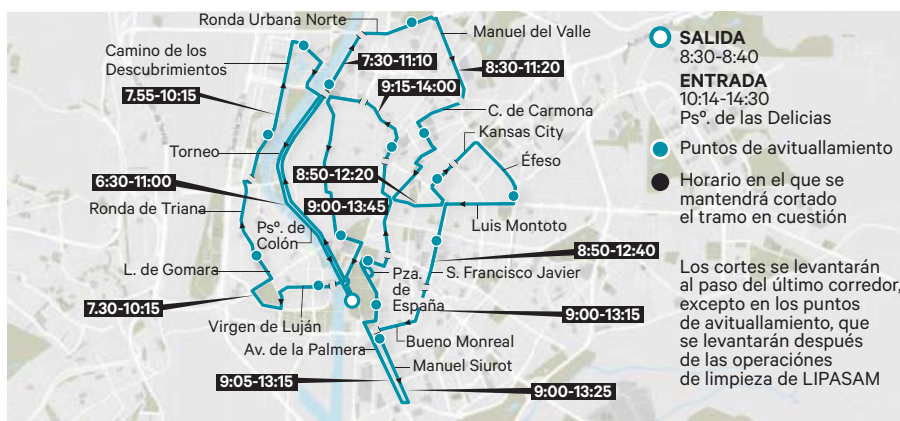 Ronda Urbana Norte
Manuel del Valle
Camino de los
Descubrimientos
7:30-11:10
8:30-11:20
9:15-14:00
7.55-10:15
C. de Carmona
Kansas City
Torneo
Éfeso
8:50-12:20
6:30-11:00
9:00-13:45
Ronda de Triana
Luis Montoto
Psº. de
Colón
8:50-12:40
L. de Gomara
Pza.
de
España
S. Francisco Javier
7.30-10:15
9:00-13:15
Virgen de Luján
Av. de la Palmera
Bueno Monreal
Manuel Siurot
9:05-13:15
9:00-13:25
SALIDA
8:30-8:40
ENTRADA
10:14-14:30
Psº. de las Delicias
Puntos de avituallamiento
Horario en el que se
mantendrá cortado
el tramo en cuestión
Los cortes se levantarán
al paso del último corredor,
excepto en los puntos
de avituallamiento, que
se levantarán después
de las operaciónes
de limpieza de LIPASAM